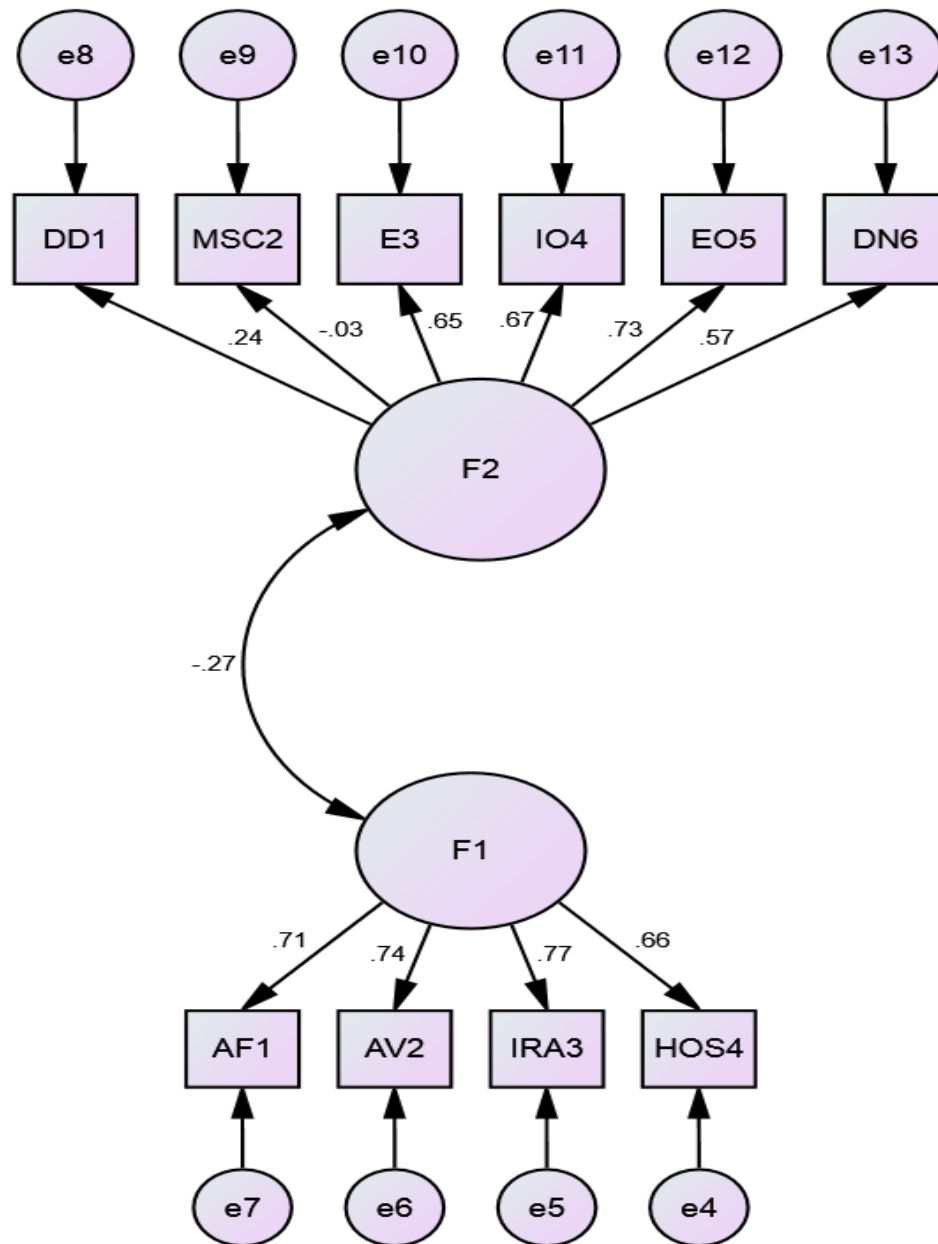 e8 e9 e10 e11 e12 e13
DD1 MSC2 E3 IO4 EO5 DN6
.24 -.03 .65 .67 .73 .57
F2
-.27
F1
.71 .74 .77 .66
AF1 AV2 IRA3 HOS4
e7 e6 e5 e4